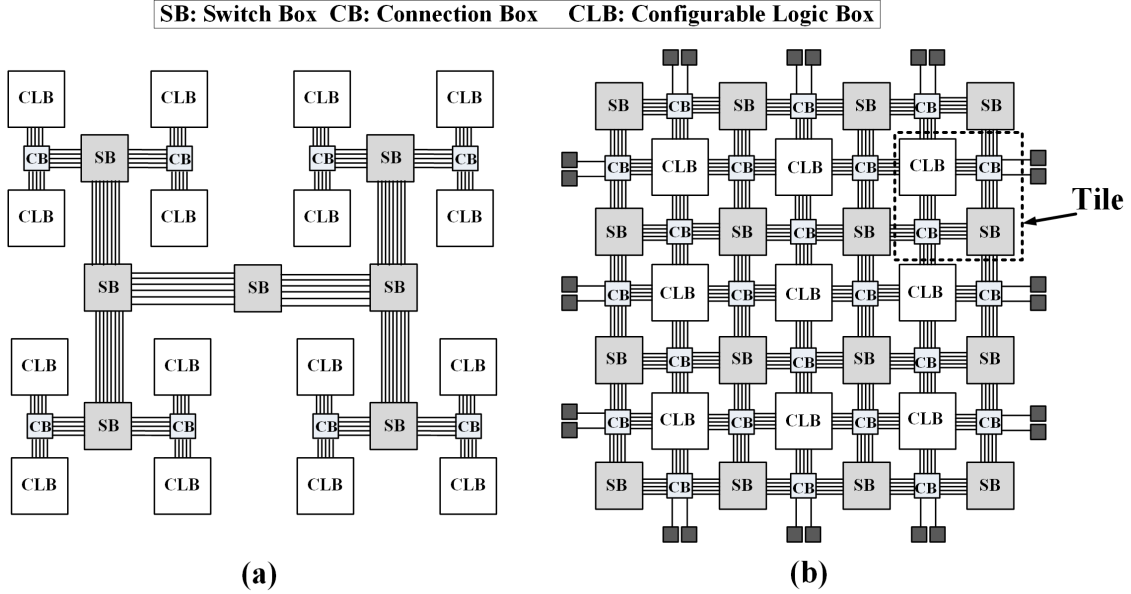 SB: Switch Box CB: Connection Box CLB: Configurable Logic Box
CLB CLB CLB CLB
CB SB CB CB SB CB
CLB CLB CLB CLB
SB SB SB
CLB CLB CLB CLB
CB SB CB CB SB CB
CLB CLB CLB CLB
(a)
SB CB SB CB SB CB SB
CB CLB CB CLB CB CLB CB
Tile
SB CB SB CB SB CB SB
CB CLB CB CLB CB CLB CB
SB CB SB CB SB CB SB
CB CLB CB CLB CB CLB CB
SB CB SB CB SB CB SB
(b)